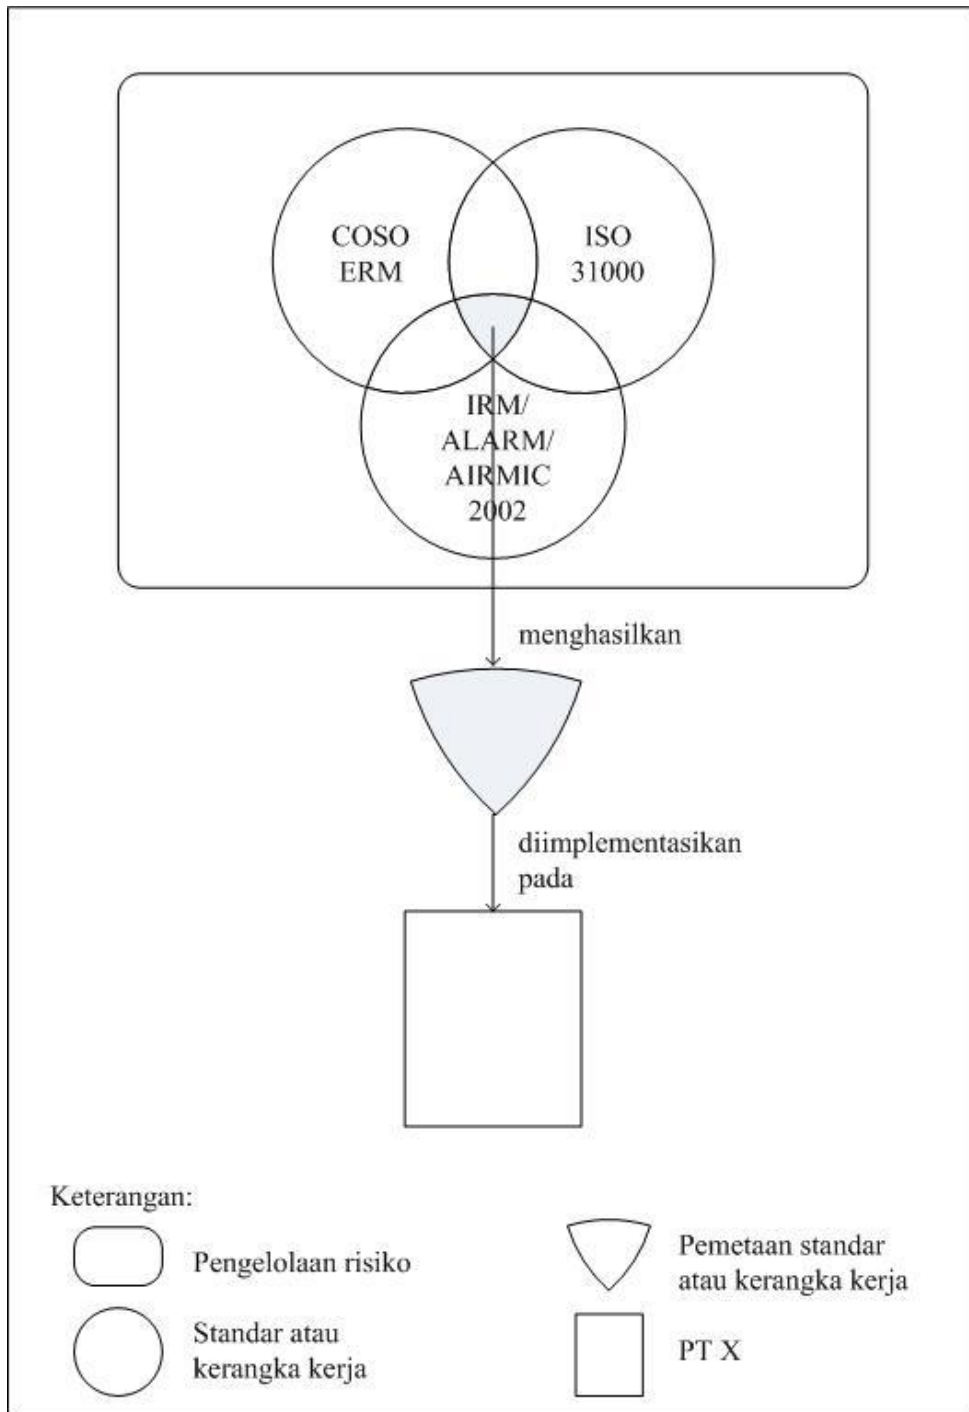 COSO
ERM
ISO
31000
IRM/
ALARM/
AIRMIC
2002
menghasilkan
diimplementasikan
pada
Keterangan:
Pengelolaan risiko
Standar atau
kerangka kerja
Pemetaan standar
atau kerangka kerja
PT X